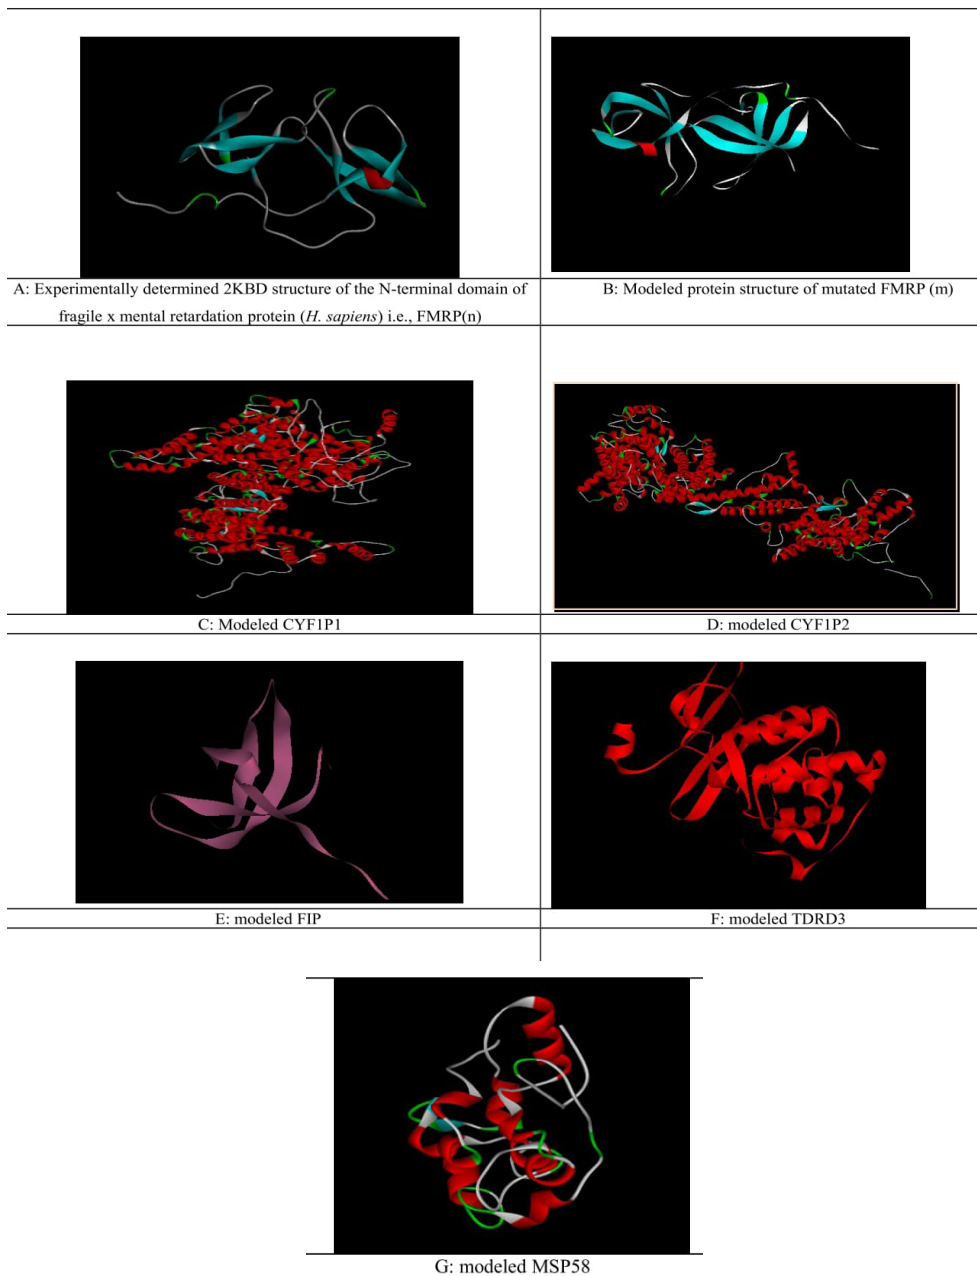 A: Experimentally determined 2KBD structure of the N-terminal domain of
fragile x mental retardation protein (H. sapiens) i.e., FMRP(n)
B: Modeled protein structure of mutated FMRP (m)
C: Modeled CYF1P1
D: modeled CYF1P2
E: modeled FIP
F: modeled TDRD3
G: modeled MSP58